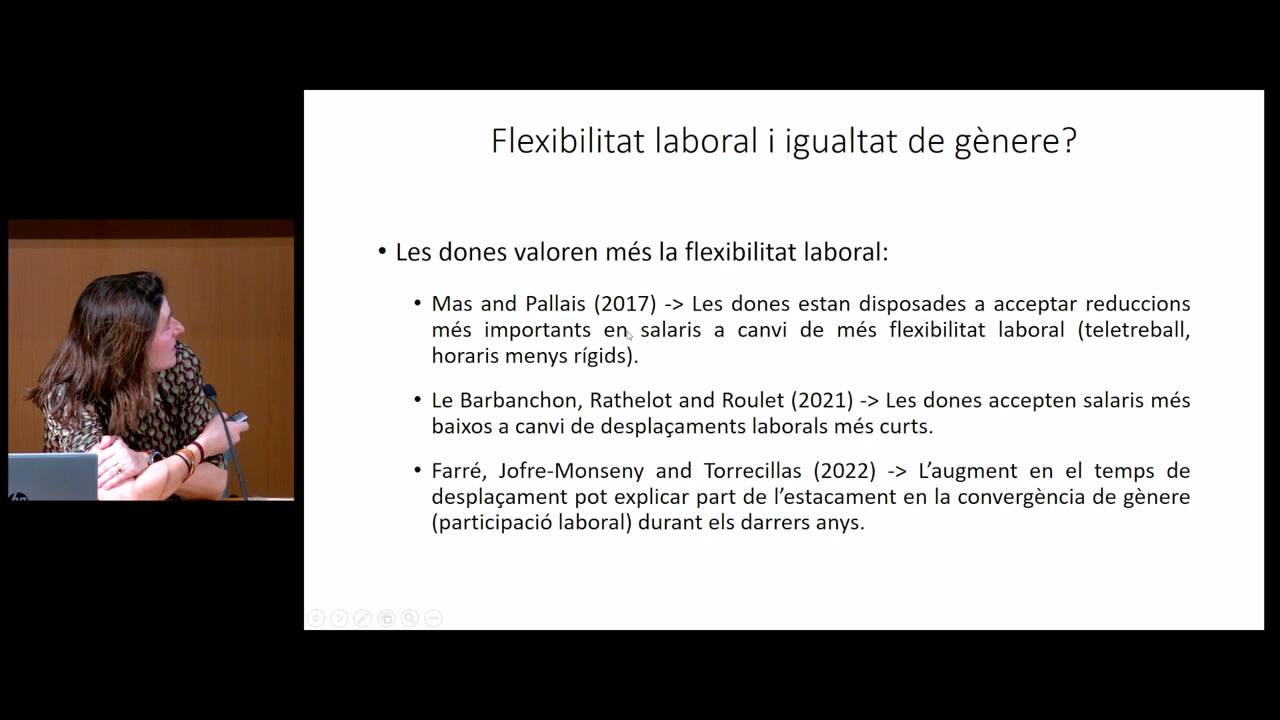 Flexibilitat laboral i igualtat de gènere?
• Les dones valoren més la flexibilitat laboral:
• Mas and Pallais (2017) -> Les dones estan disposades a acceptar reduccions
més importants en salaris a canvi de més flexibilitat laboral (teletreball,
horaris menys rígids).
• Le Barbanchon, Rathelot and Roulet (2021) -> Les dones accepten salaris més
baixos a canvi de desplaçaments laborals més curts.
• Farré, Jofre-Monseny and Torrecillas (2022) -> L’augment en el temps de
desplaçament pot explicar part de l’estacament en la convergència de gènere
(participació laboral) durant els darrers anys.